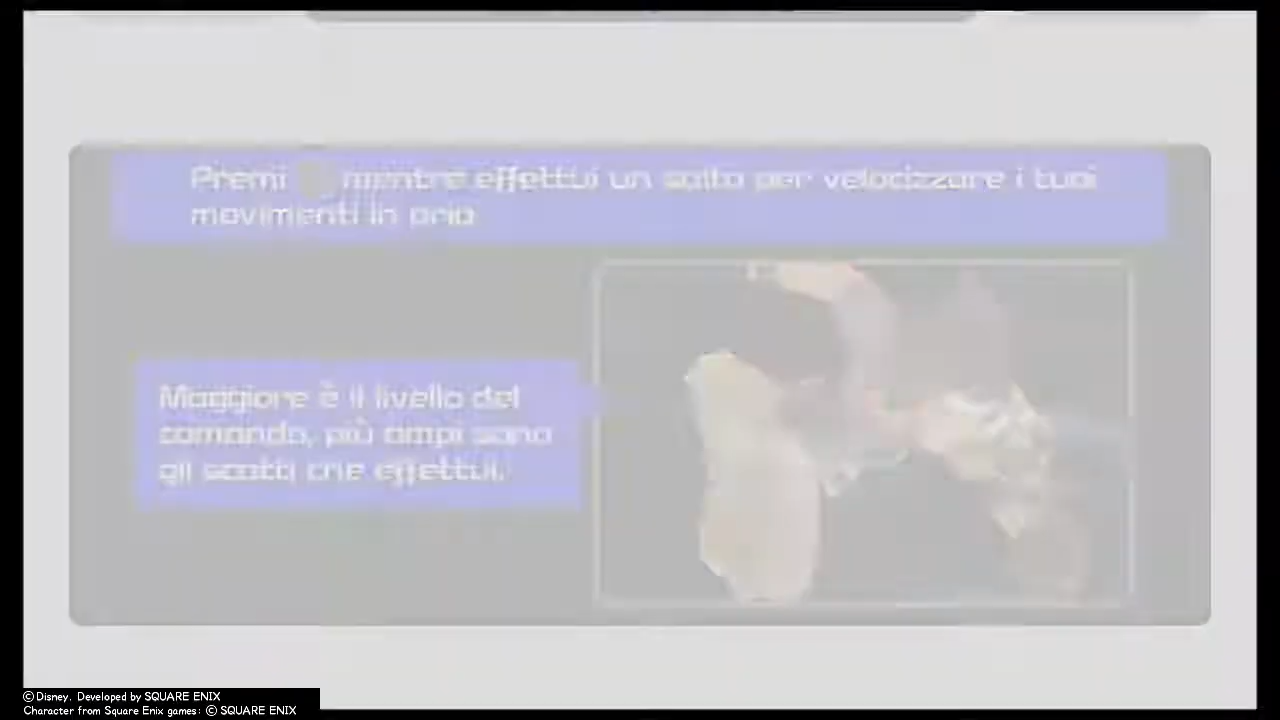 Premi mentre effettui un salto per velocizzare i tuoi
movimenti in aria
Maggiore è il livello del
comando, più ampi sono
gli scatti che effettui.
© Disney. Developed by SQUARE ENIX
Character from Square Enix games: © SQUARE ENIX